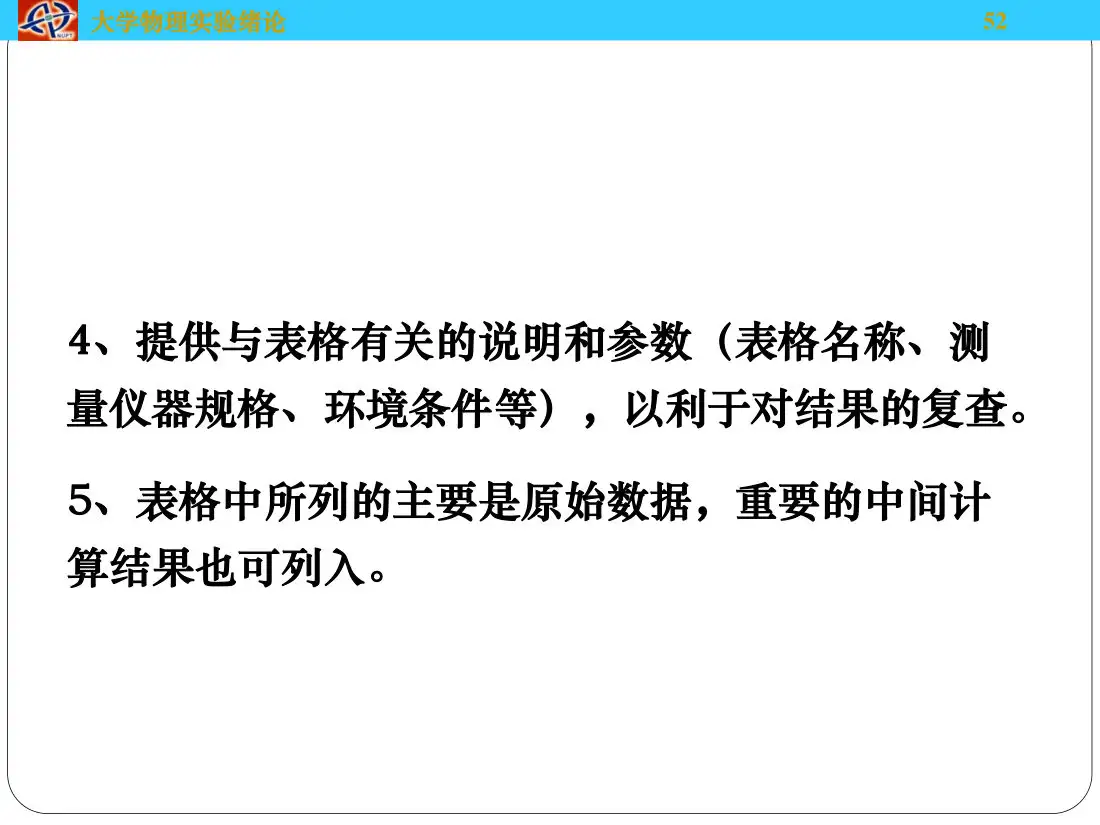 大学物理实验绪论
52
NUPT
4、提供与表格有关的说明和参数（表格名称、测
量仪器规格、环境条件等），以利于对结果的复查。
5、表格中所列的主要是原始数据，重要的中间计
算结果也可列入。